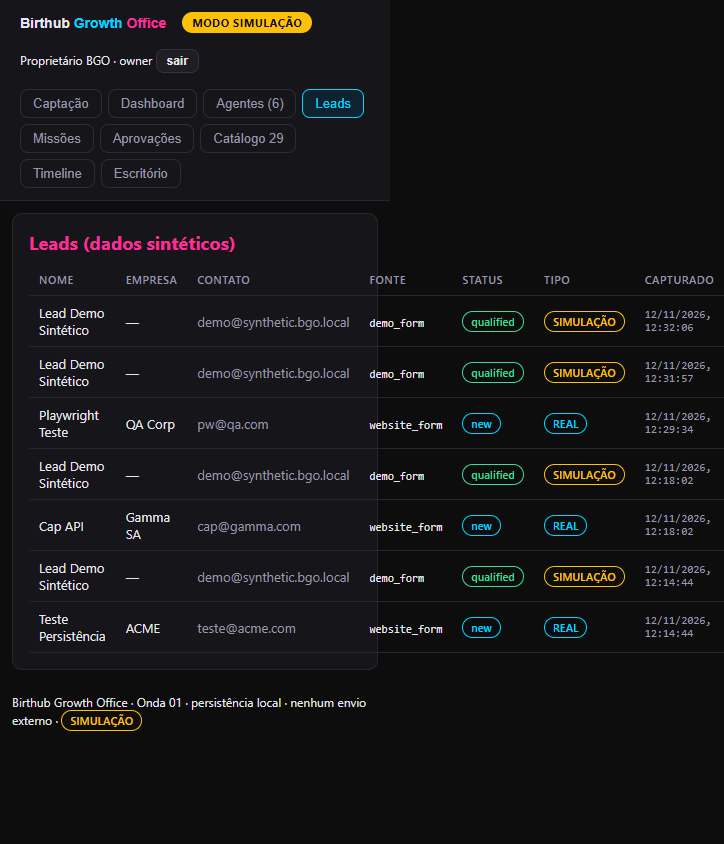 Birthub Growth Office MODO SIMULAÇÃO
Proprietário BGO · owner sair
Captação Dashboard Agentes (6) Leads
Missões Aprovações Catálogo 29
Timeline Escritório
Leads (dados sintéticos)
NOME EMPRESA CONTATO FONTE STATUS TIPO CAPTURADO
Lead Demo Sintético — demo@synthetic.bgo.local demo_form qualified SIMULAÇÃO 12/11/2026, 12:32:06
Lead Demo Sintético — demo@synthetic.bgo.local demo_form qualified SIMULAÇÃO 12/11/2026, 12:31:57
Playwright Teste QA Corp pw@qa.com website_form new REAL 12/11/2026, 12:29:34
Lead Demo Sintético — demo@synthetic.bgo.local demo_form qualified SIMULAÇÃO 12/11/2026, 12:18:02
Cap API Gamma SA cap@gamma.com website_form new REAL 12/11/2026, 12:18:02
Lead Demo Sintético — demo@synthetic.bgo.local demo_form qualified SIMULAÇÃO 12/11/2026, 12:14:44
Teste Persistência ACME teste@acme.com website_form new REAL 12/11/2026, 12:14:44
Birthub Growth Office · Onda 01 · persistência local · nenhum envio
externo · SIMULAÇÃO